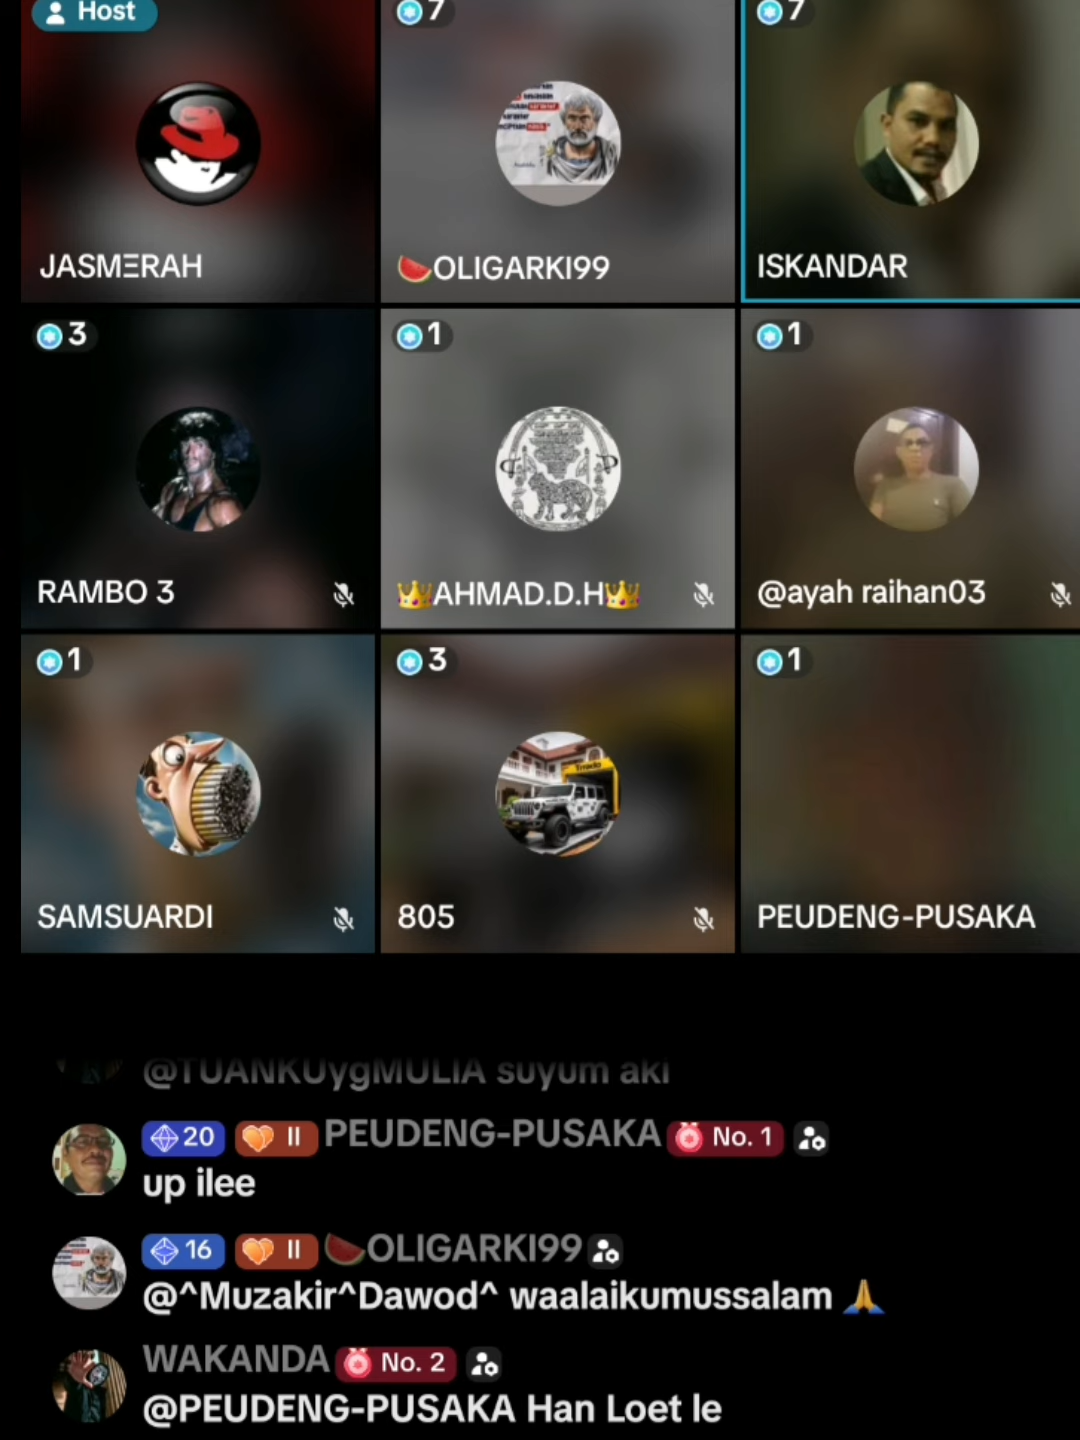 Host
7
7
JASMΞRAH
🍉OLIGARKI99
ISKANDAR
3
1
1
RAMBO 3
👑AHMAD.D.H👑
@ayah raihan03
1
3
1
SAMSUARDI
805
PEUDENG-PUSAKA
@TUANKUygMULIA suyum aki
20 II PEUDENG-PUSAKA No. 1
up ilee
16 II 🍉OLIGARKI99
@^Muzakir^Dawod^ waalaikumussalam 🙏
WAKANDA No. 2
@PEUDENG-PUSAKA Han Loet le